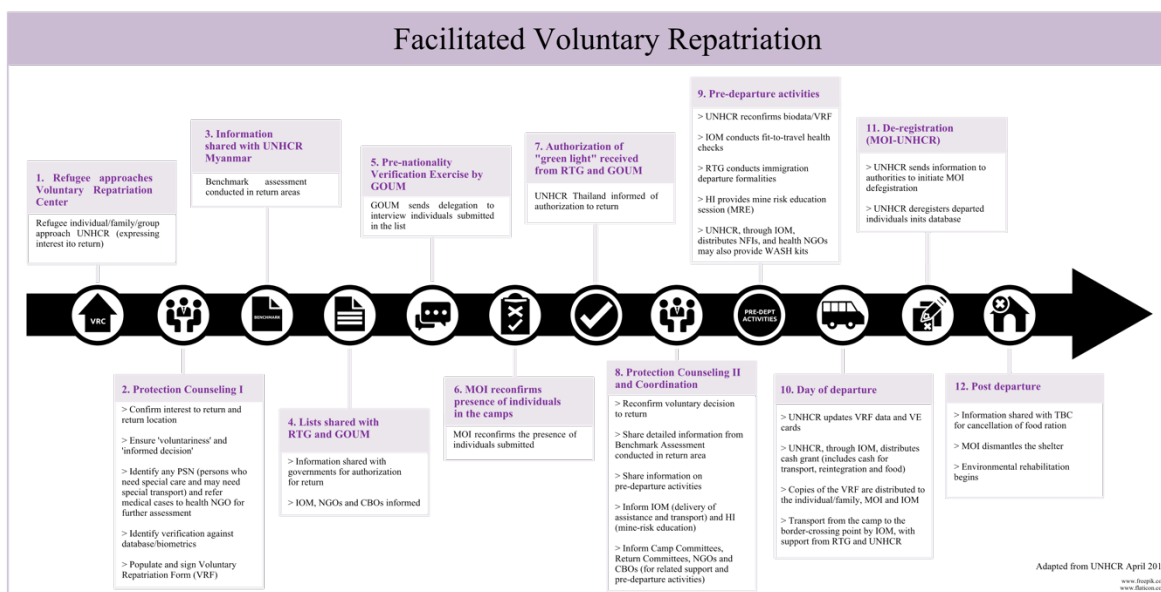 Facilitated Voluntary Repatriation
1. Refugee approaches
Voluntary Repatriation
Center
Refugee individual/family/group
approach UNHCR (expressing
interest ito return)
VRC
2. Protection Counseling I
> Confirm interest to return and
return location
> Ensure 'voluntariness' and
'informed decision'
> Identify any PSN (persons who
need special care and may need
special transport) and refer
medical cases to health NGO for
further assessment
> Identify verification against
database/biometrics
> Populate and sign Voluntary
Repatriation Form (VRF)
3. Information
shared with UNHCR
Myanmar
Benchmark assessment
conducted in return areas
BENCHMARK
4. Lists shared with
RTG and GOUM
> Information shared with
governments for authorization
for return
> IOM, NGOs and CBOs informed
5. Pre-nationality
Verification Exercise by
GOUM
GOUM sends delegation to
interview individuals submitted
in the list
6. MOI reconfirms
presence of individuals
in the camps
MOI reconfirms the presence of
individuals submitted
7. Authorization of
"green light" received
from RTG and GOUM
UNHCR Thailand informed of
authorization to return
8. Protection Counseling II
and Coordination
> Reconfirm voluntary decision
to return
> Share detailed information from
Benchmark Assessment
conducted in return area
> Share information on
pre-departure activities
> Inform IOM (delivery of
assistance and transport) and HI
(mine-risk education)
> Inform Camp Committees,
Return Committees, NGOs and
CBOs (for related support and
pre-departure activities)
9. Pre-departure activities
> UNHCR reconfirms biodata/VRF
> IOM conducts fit-to-travel health
checks
> RTG conducts immigration
departure formalities
> HI provides mine risk education
session (MRE)
> UNHCR, through IOM,
distributes NFIs, and health NGOs
may also provide WASH kits
PRE-DEPT
ACTIVITIES
10. Day of departure
> UNHCR updates VRF data and VE
cards
> UNHCR, through IOM, distributes
cash grant (includes cash for
transport, reintegration and food)
> Copies of the VRF are distributed
to the individual/family, MOI and IOM
> Transport from the camp to the
border-crossing point by IOM, with
support from RTG and UNHCR
11. De-registration
(MOI-UNHCR)
> UNHCR sends information to
authorities to initiate MOI
defegistration
> UNHCR deregisters departed
individuals inits database
12. Post departure
> Information shared with TBC
for cancellation of food ration
> MOI dismantles the shelter
> Environmental rehabilitation
begins
Adapted from UNHCR April 201
www.freepik.co
www.flaticon.co